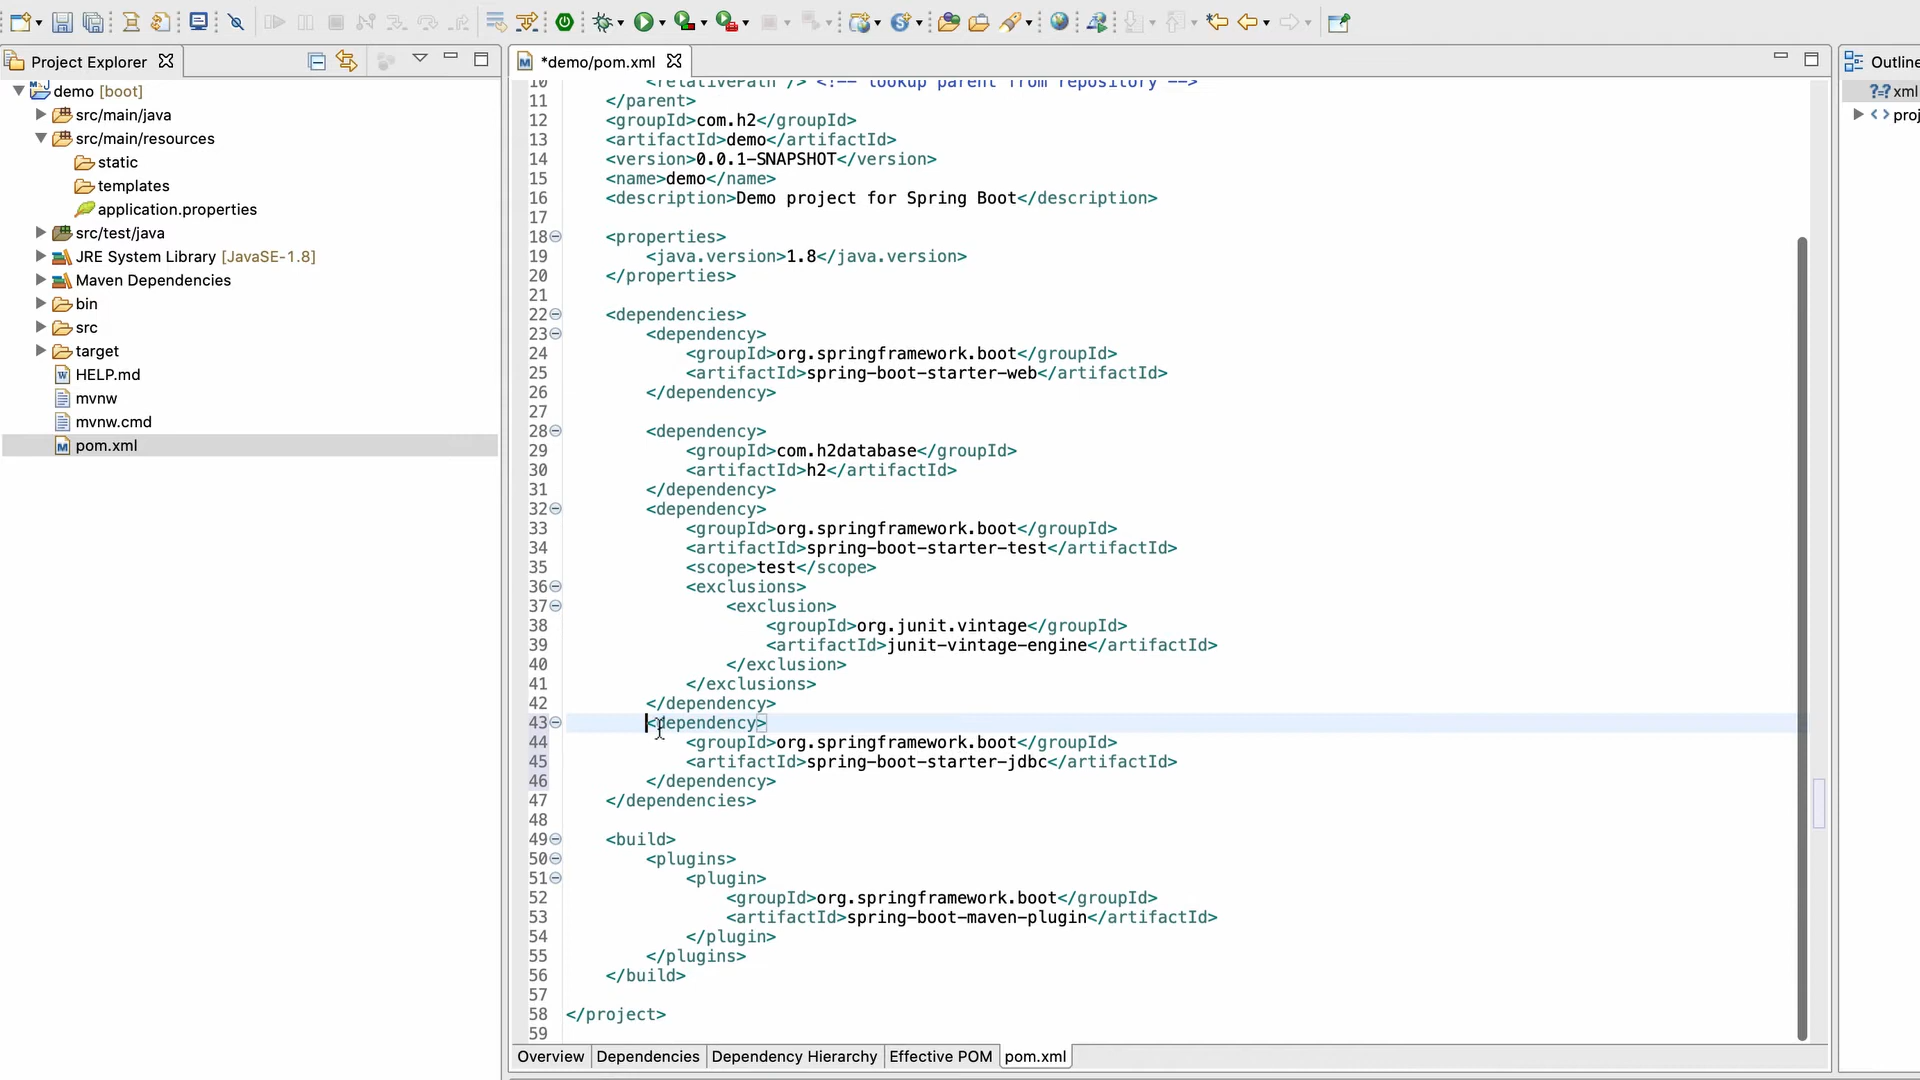 Project Explorer
demo [boot]
src/main/java
src/main/resources
static
templates
application.properties
src/test/java
JRE System Library [JavaSE-1.8]
Maven Dependencies
bin
src
target
HELP.md
mvnw
mvnw.cmd
pom.xml
*demo/pom.xml
10 <relativePath /> <!-- lookup parent from repository -->
11 </parent>
12 <groupId>com.h2</groupId>
13 <artifactId>demo</artifactId>
14 <version>0.0.1-SNAPSHOT</version>
15 <name>demo</name>
16 <description>Demo project for Spring Boot</description>
17
18 <properties>
19 <java.version>1.8</java.version>
20 </properties>
21
22 <dependencies>
23 <dependency>
24 <groupId>org.springframework.boot</groupId>
25 <artifactId>spring-boot-starter-web</artifactId>
26 </dependency>
27
28 <dependency>
29 <groupId>com.h2database</groupId>
30 <artifactId>h2</artifactId>
31 </dependency>
32 <dependency>
33 <groupId>org.springframework.boot</groupId>
34 <artifactId>spring-boot-starter-test</artifactId>
35 <scope>test</scope>
36 <exclusions>
37 <exclusion>
38 <groupId>org.junit.vintage</groupId>
39 <artifactId>junit-vintage-engine</artifactId>
40 </exclusion>
41 </exclusions>
42 </dependency>
43 <dependency>
44 <groupId>org.springframework.boot</groupId>
45 <artifactId>spring-boot-starter-jdbc</artifactId>
46 </dependency>
47 </dependencies>
48
49 <build>
50 <plugins>
51 <plugin>
52 <groupId>org.springframework.boot</groupId>
53 <artifactId>spring-boot-maven-plugin</artifactId>
54 </plugin>
55 </plugins>
56 </build>
57
58 </project>
59
Overview Dependencies Dependency Hierarchy Effective POM pom.xml
Outline
?=? xml
<> proj